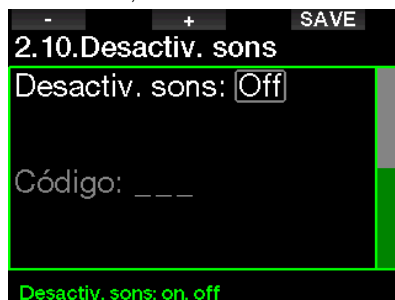 - + SAVE
2.10.Desactiv. sons
Desactiv. sons: Off
Código: _ _ _
Desactiv. sons: on, off